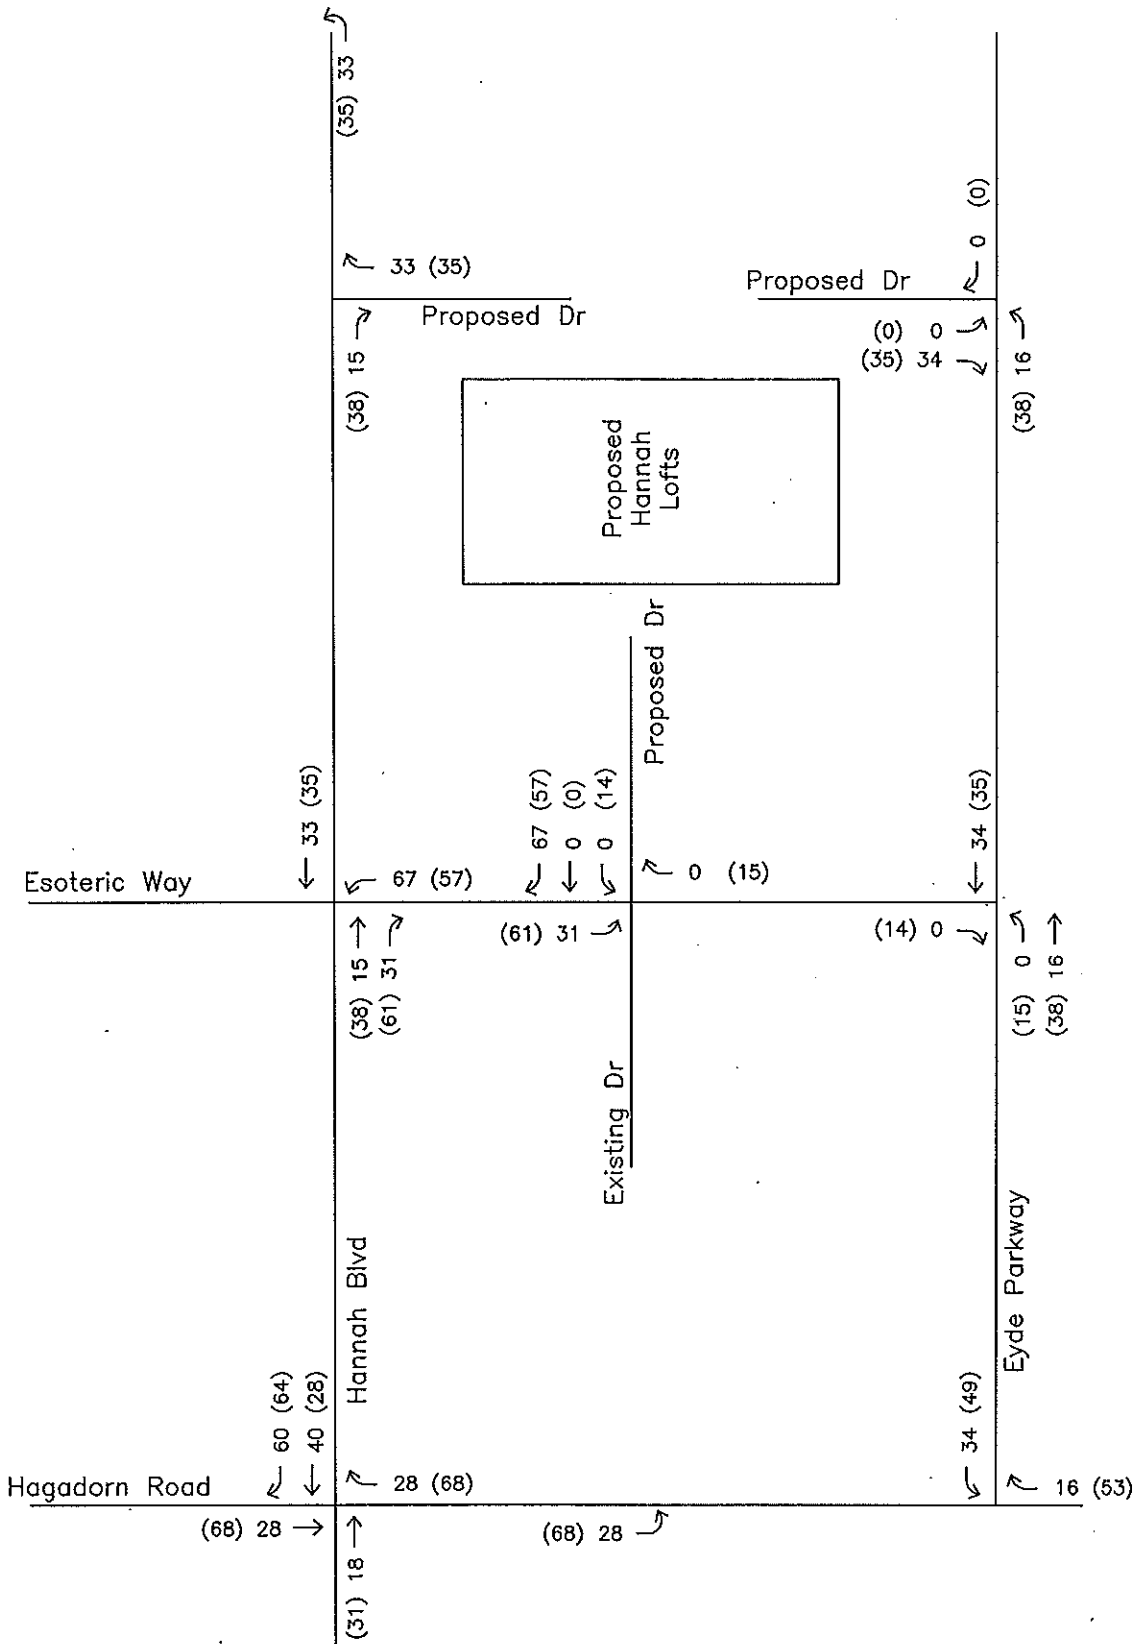 (35) 33
0 (0)
33 (35)
Proposed Dr
Proposed Dr
(38) 15
(0) 0
(35) 34
(38) 16
Proposed
Hannah
Lofts
Proposed Dr
33 (35)
67 (57)
0 (0)
0 (14)
34 (35)
Esoteric Way
67 (57)
0 (15)
(61) 31
(14) 0
(38) 15
(61) 31
(15) 0
(38) 16
Existing Dr
Hannah Blvd
Eyde Parkway
60 (64)
40 (28)
34 (49)
Hagadorn Road
28 (68)
16 (53)
(68) 28
(68) 28
(31) 18